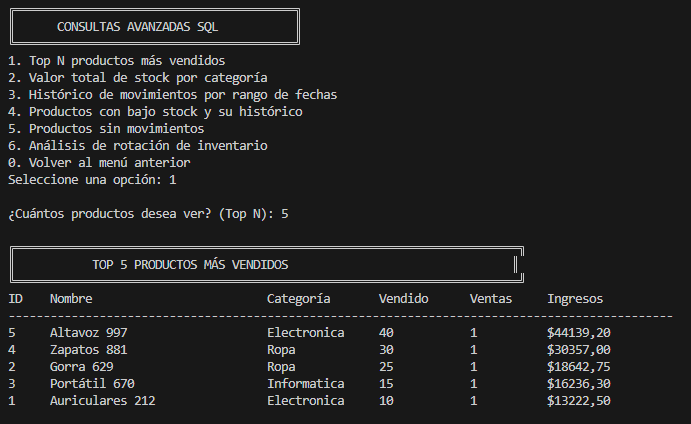 CONSULTAS AVANZADAS SQL
1. Top N productos más vendidos
2. Valor total de stock por categoría
3. Histórico de movimientos por rango de fechas
4. Productos con bajo stock y su histórico
5. Productos sin movimientos
6. Análisis de rotación de inventario
0. Volver al menú anterior
Seleccione una opción: 1
¿Cuántos productos desea ver? (Top N): 5
TOP 5 PRODUCTOS MÁS VENDIDOS
ID Nombre Categoría Vendido Ventas Ingresos
5 Altavoz 997 Electronica 40 1 $44139,20
4 Zapatos 881 Ropa 30 1 $30357,00
2 Gorra 629 Ropa 25 1 $18642,75
3 Portátil 670 Informatica 15 1 $16236,30
1 Auriculares 212 Electronica 10 1 $13222,50